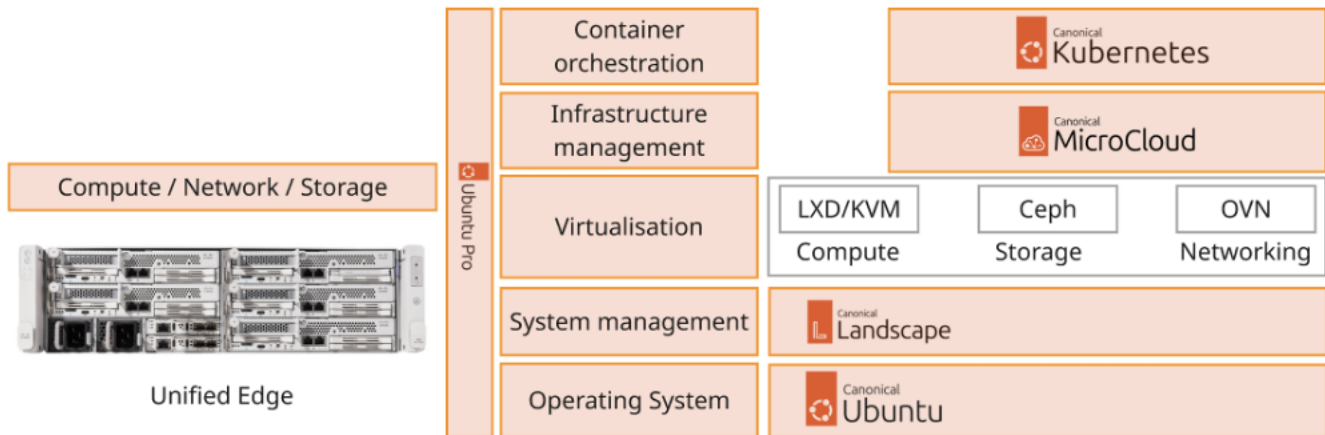 Compute / Network / Storage
Unified Edge
Ubuntu Pro
Container
orchestration
Canonical
Kubernetes
Infrastructure
management
Canonical
MicroCloud
Virtualisation
LXD/KVM
Compute
Ceph
Storage
OVN
Networking
System management
Canonical
Landscape
Operating System
Canonical
Ubuntu